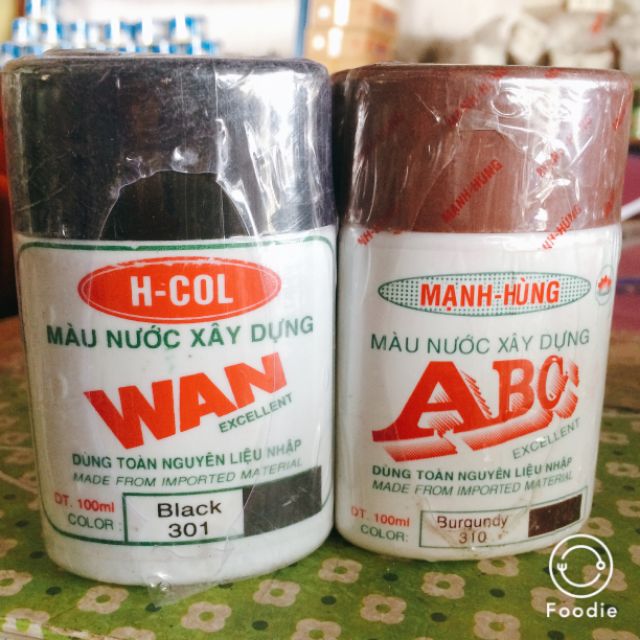 H-COL
MÀU NƯỚC XÂY DỰNG
WAN
EXCELLENT
DÙNG TOÀN NGUYÊN LIỆU NHẬP
MADE FROM IMPORTED MATERIAL
DT. 100ml
COLOR :
Black
301
MẠNH-HÙNG
MẠNH-HÙNG
MÀU NƯỚC XÂY DỰNG
ABC
EXCELLENT
DÙNG TOÀN NGUYÊN LIỆU NHẬP
MADE FROM IMPORTED MATERIAL
DT. 100ml
COLOR:
Burgundy
310
Foodie